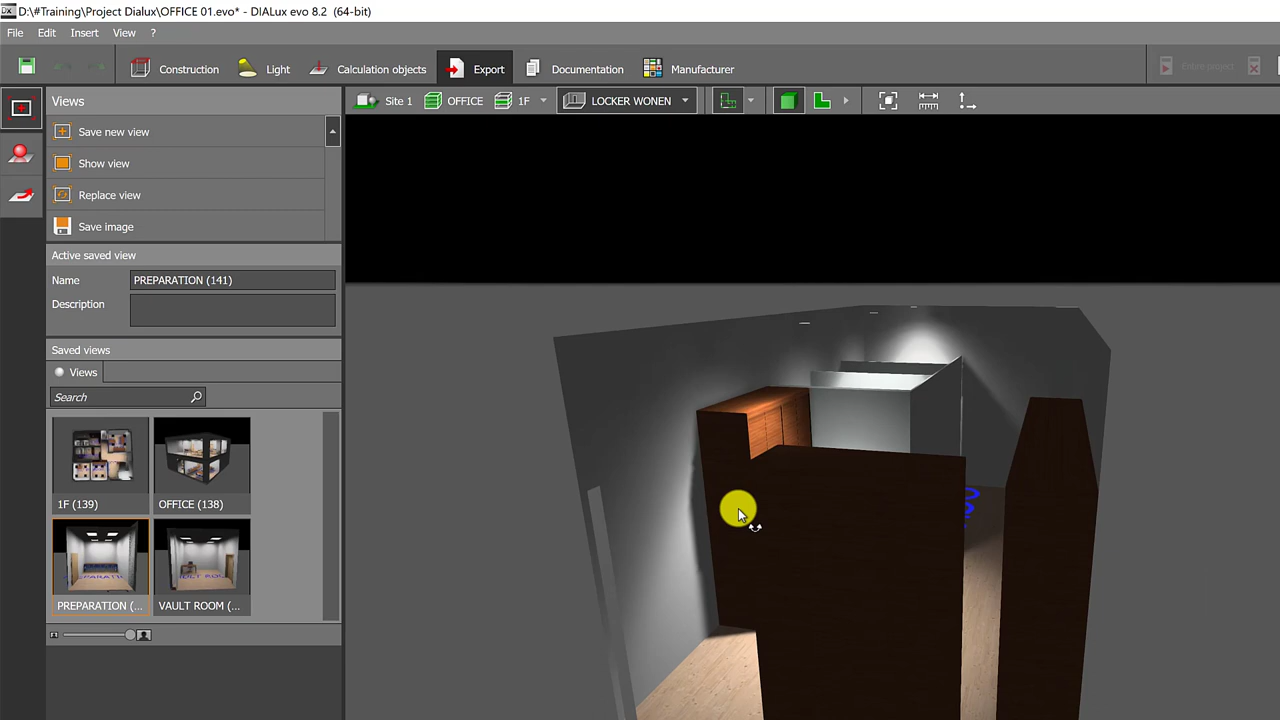 D:\#Training\Project Dialux\OFFICE 01.evo* - DIALux evo 8.2 (64-bit)
File Edit Insert View ?
Construction Light Calculation objects Export Documentation Manufacturer Entire project
Views Site 1 OFFICE 1F LOCKER WONEN
Save new view
Show view
Replace view
Save image
Active saved view
Name PREPARATION (141)
Description
Saved views
Views
Search
1F (139) OFFICE (138)
PREPARATION (... VAULT ROOM (...